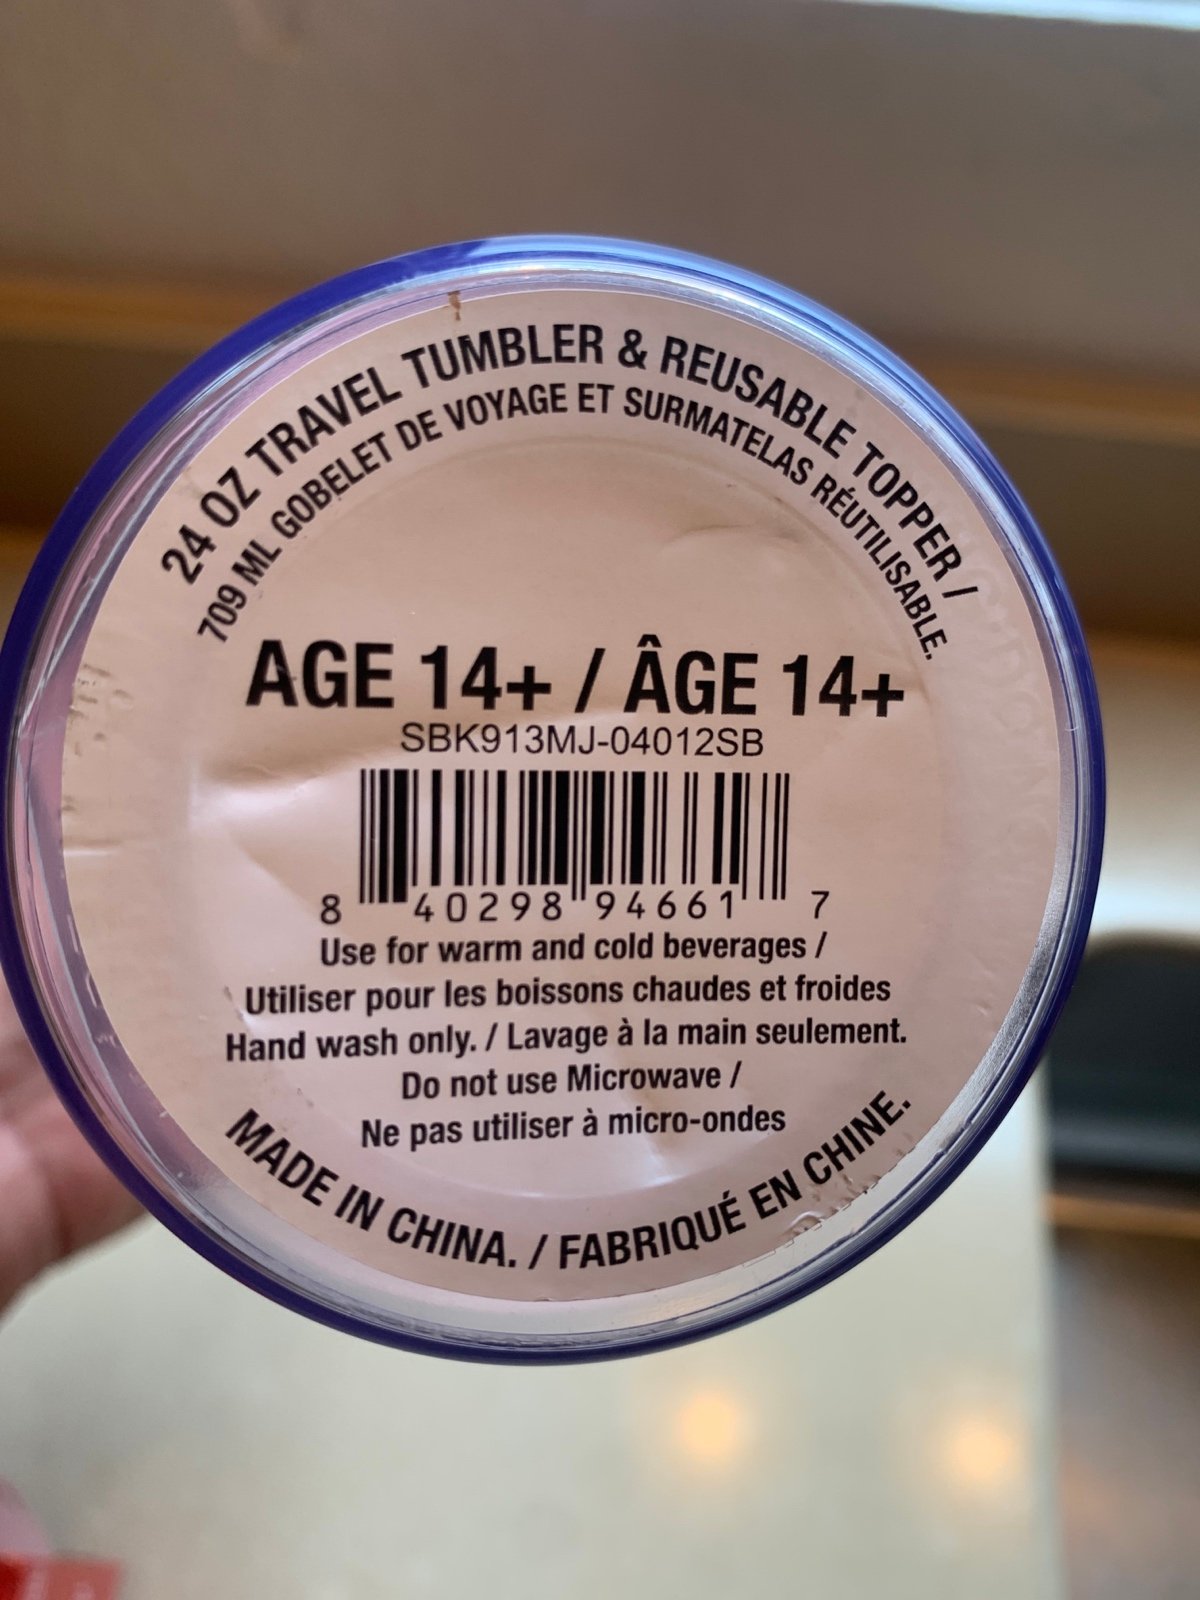 24 OZ TRAVEL TUMBLER & REUSABLE TOPPER /
709 ML GOBELET DE VOYAGE ET SURMATELAS RÉUTILISABLE.
AGE 14+ / ÂGE 14+
SBK913MJ-04012SB
8 40298 94661 7
Use for warm and cold beverages /
Utiliser pour les boissons chaudes et froides
Hand wash only. / Lavage à la main seulement.
Do not use Microwave /
Ne pas utiliser à micro-ondes
MADE IN CHINA. / FABRIQUÉ EN CHINE.